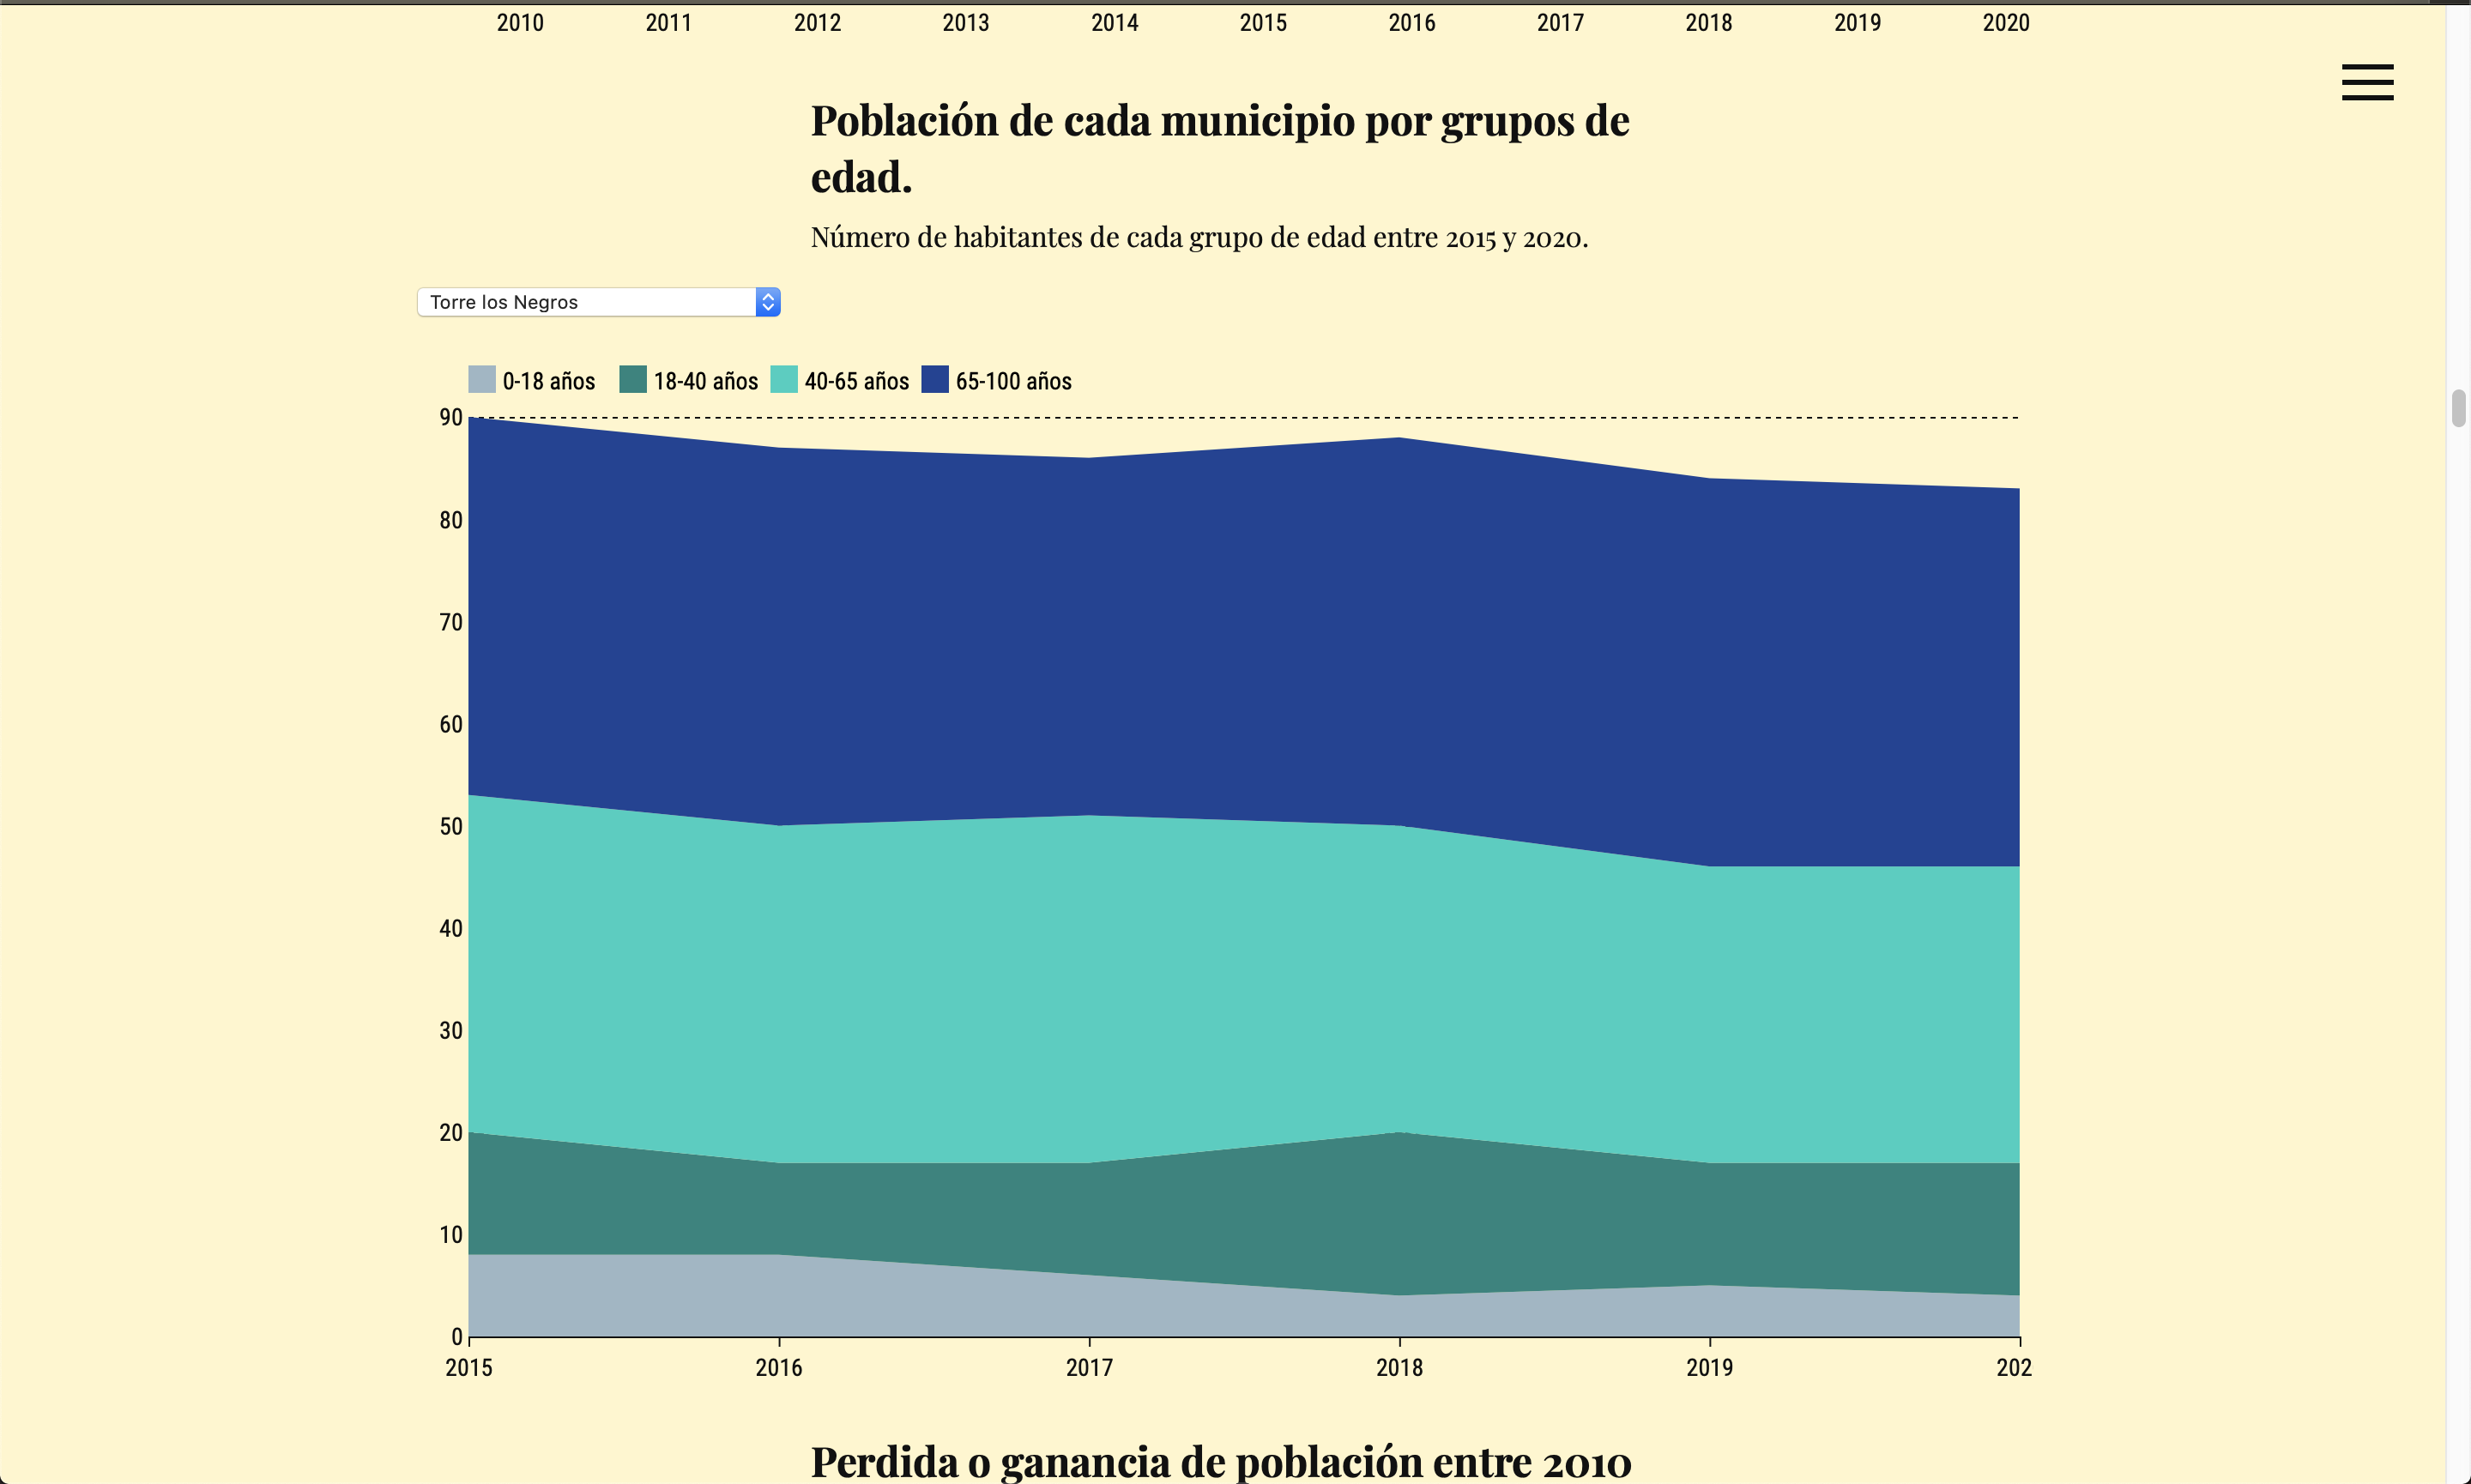 2010 2011 2012 2013 2014 2015 2016 2017 2018 2019 2020
Población de cada municipio por grupos de
edad.
Número de habitantes de cada grupo de edad entre 2015 y 2020.
Torre los Negros
0-18 años 18-40 años 40-65 años 65-100 años
90
80
70
60
50
40
30
20
10
0
2015 2016 2017 2018 2019 202
Perdida o ganancia de población entre 2010